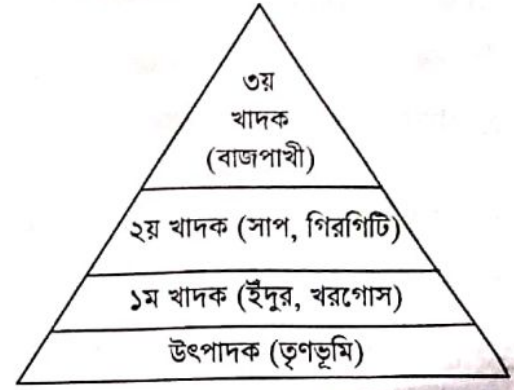 ৩য়
খাদক
(বাজপাখী)
২য় খাদক (সাপ, গিরগিটি)
১ম খাদক (ইঁদুর, খরগোস)
উৎপাদক (তৃণভূমি)